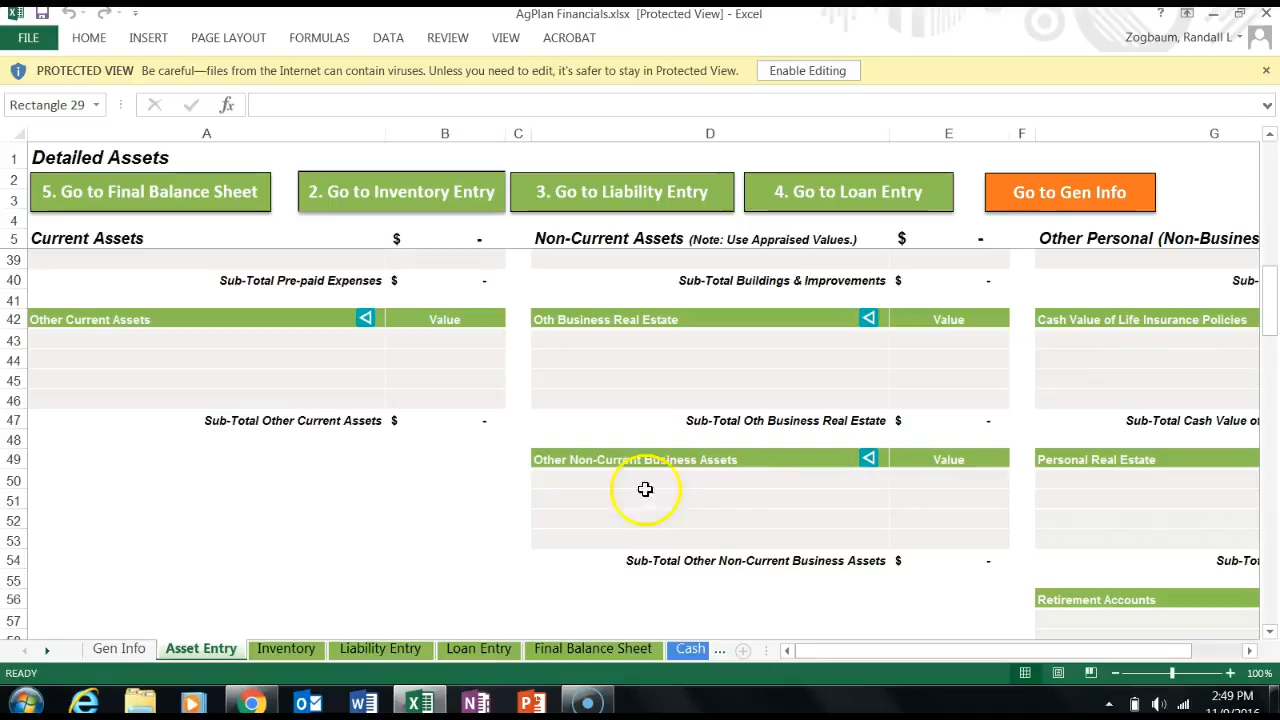 AgPlan Financials.xlsx [Protected View] - Excel
FILE HOME INSERT PAGE LAYOUT FORMULAS DATA REVIEW VIEW ACROBAT Zogbaum, Randall L
PROTECTED VIEW Be careful—files from the Internet can contain viruses. Unless you need to edit, it's safer to stay in Protected View. Enable Editing
Rectangle 29 fx
A B C D E F G
1 Detailed Assets
2 5. Go to Final Balance Sheet 2. Go to Inventory Entry 3. Go to Liability Entry 4. Go to Loan Entry Go to Gen Info
3
4
5 Current Assets $ - Non-Current Assets (Note: Use Appraised Values.) $ - Other Personal (Non-Busines
39
40 Sub-Total Pre-paid Expenses $ - Sub-Total Buildings & Improvements $ - Sub-
41
42 Other Current Assets Value Oth Business Real Estate Value Cash Value of Life Insurance Policies
43
44
45
46
47 Sub-Total Other Current Assets $ - Sub-Total Oth Business Real Estate $ - Sub-Total Cash Value of
48
49 Other Non-Current Business Assets Value Personal Real Estate
50
51
52
53
54 Sub-Total Other Non-Current Business Assets $ - Sub-Tot
55
56 Retirement Accounts
57
Gen Info Asset Entry Inventory Liability Entry Loan Entry Final Balance Sheet Cash ...
READY 100%
2:49 PM